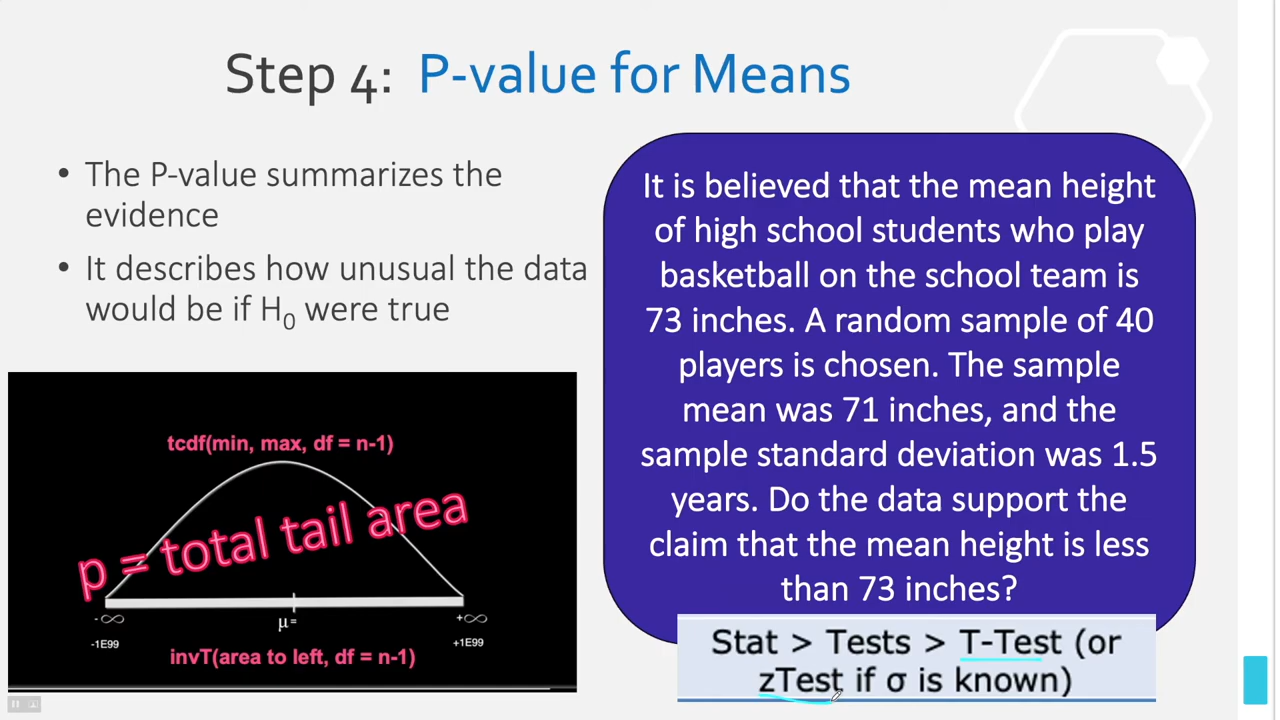 Step 4: P-value for Means
• The P-value summarizes the
evidence
• It describes how unusual the data
would be if H₀ were true
It is believed that the mean height
of high school students who play
basketball on the school team is
73 inches. A random sample of 40
players is chosen. The sample
mean was 71 inches, and the
sample standard deviation was 1.5
years. Do the data support the
claim that the mean height is less
than 73 inches?
tcdf(min, max, df = n-1)
p = total tail area
- ∞
μ =
+∞
-1E99
+1E99
invT(area to left, df = n-1)
Stat > Tests > T-Test (or
zTest if σ is known)